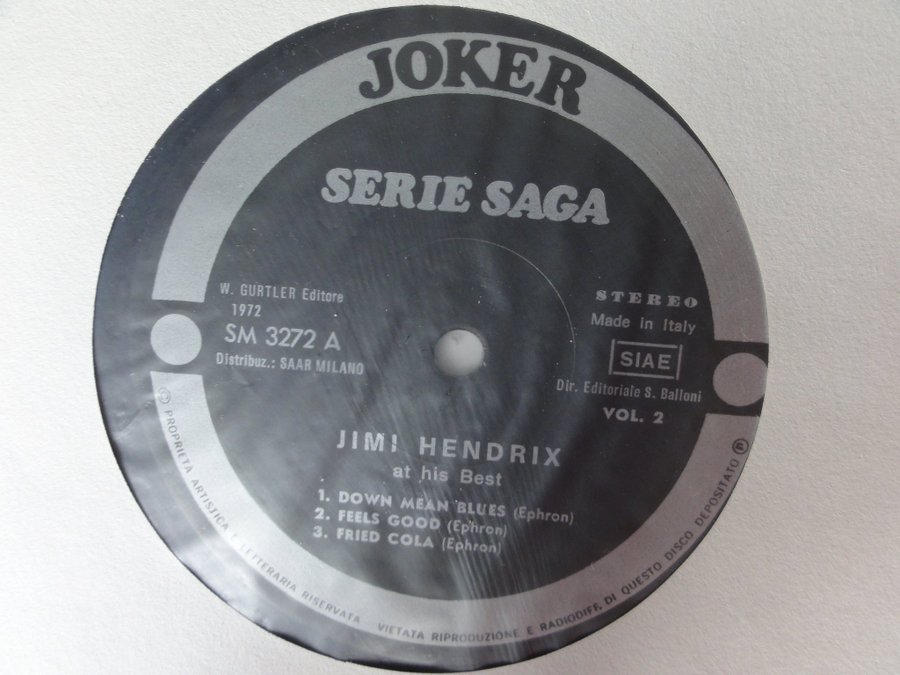 JOKER
SERIE SAGA
W. GURTLER Editore
1972
SM 3272 A
Distribuz.: SAAR MILANO
STEREO
Made in Italy
SIAE
Dir. Editoriale S. Balloni
VOL. 2
JIMI HENDRIX
at his Best
1. DOWN MEAN BLUES (Ephron)
2. FEELS GOOD (Ephron)
3. FRIED COLA (Ephron)
© PROPRIETA ARTISTICA E LETTERARIA RISERVATA VIETATA RIPRODUZIONE E RADIODIFF. DI QUESTO DISCO DEPOSITATO ℗